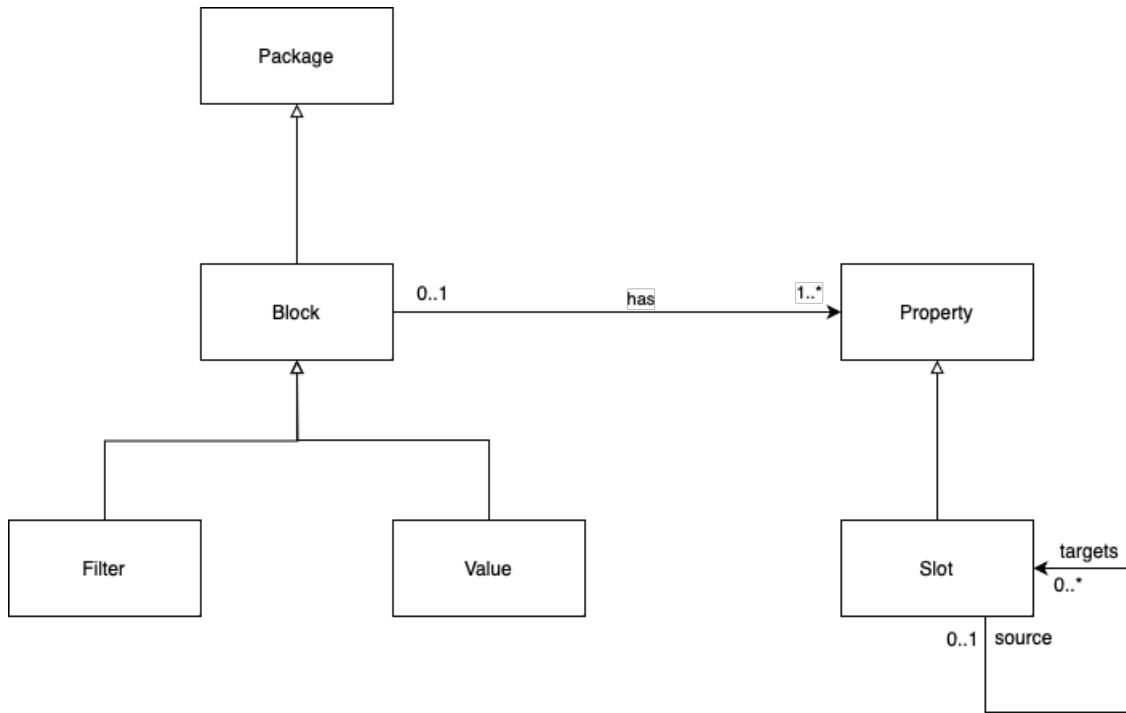 Package
Block
0..1
has
1..*
Property
Filter
Value
Slot
targets
0..*
0..1
source